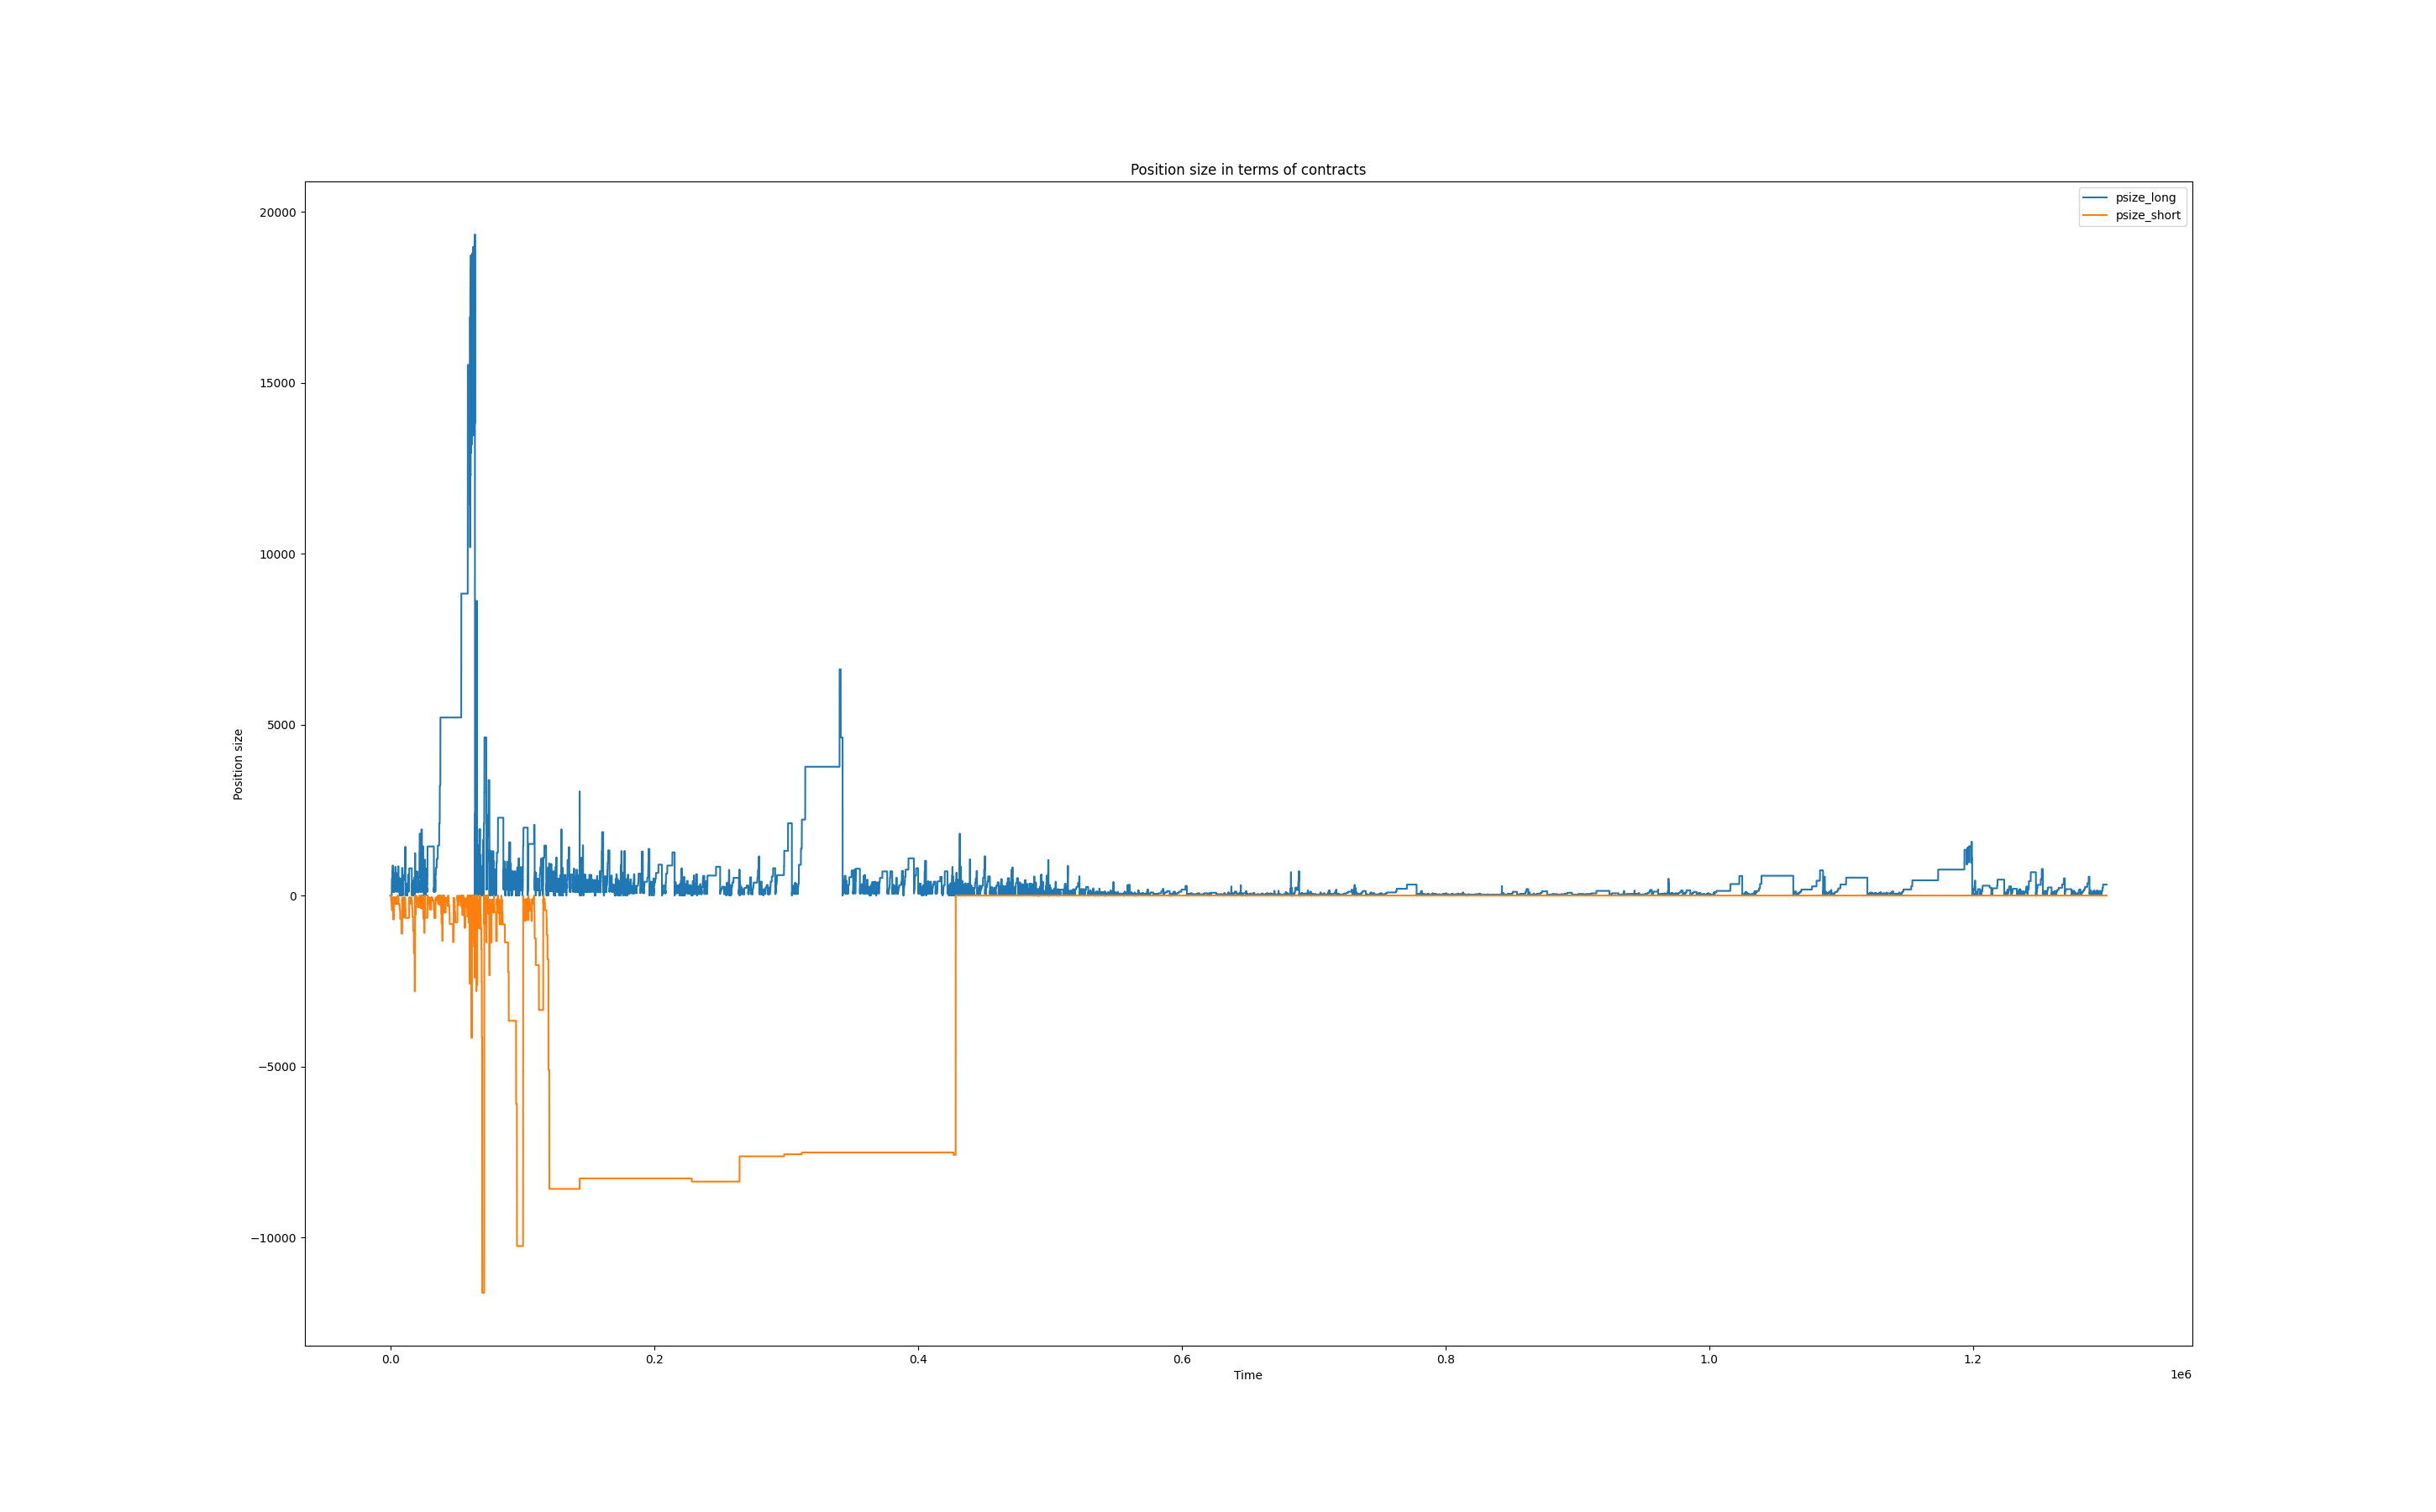 Position size in terms of contracts
psize_long
psize_short
20000
15000
10000
5000
0
−5000
−10000
Position size
0.0 0.2 0.4 0.6 0.8 1.0 1.2
Time
1e6